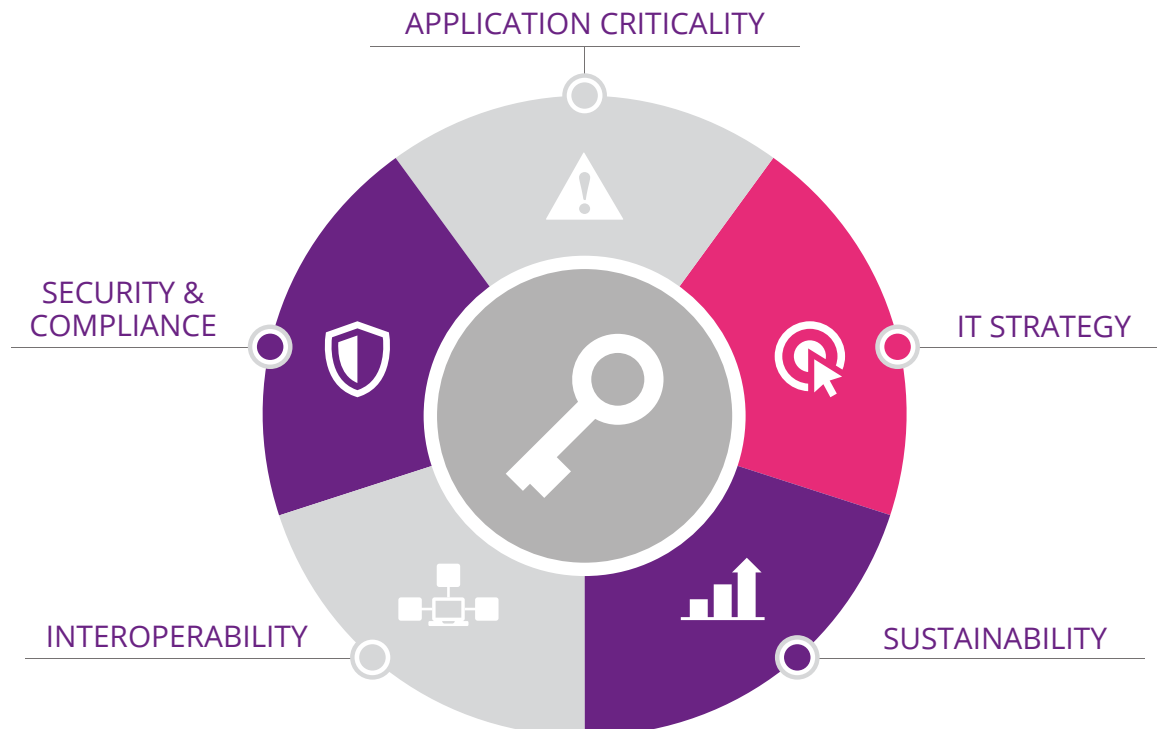 APPLICATION CRITICALITY
SECURITY &
COMPLIANCE
IT STRATEGY
INTEROPERABILITY
SUSTAINABILITY